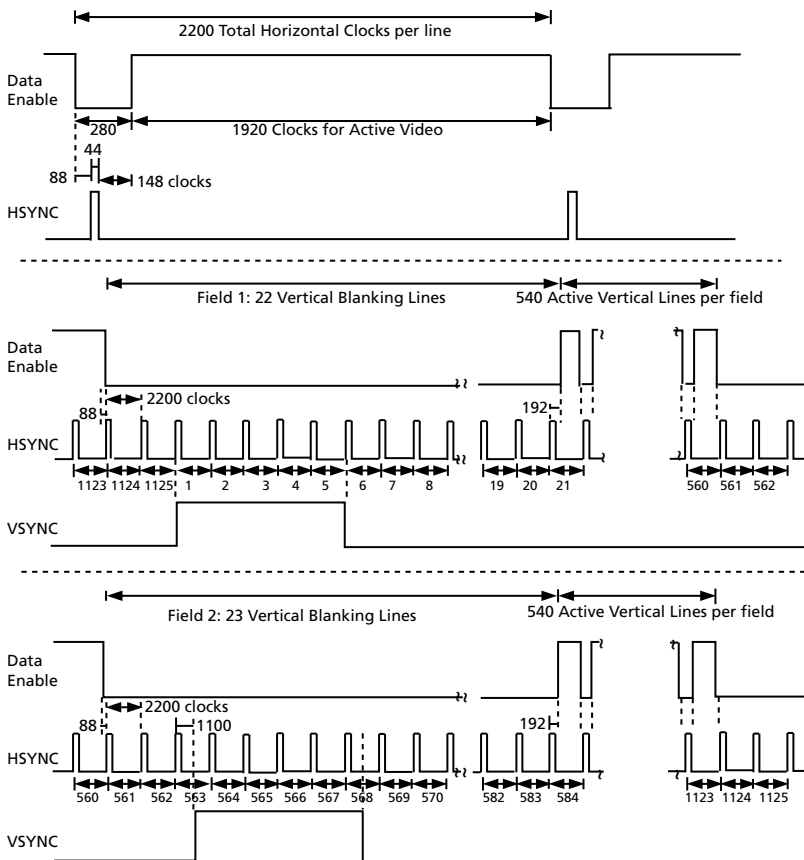 2200 Total Horizontal Clocks per line
Data
Enable
280
1920 Clocks for Active Video
44
88
148 clocks
HSYNC
Field 1: 22 Vertical Blanking Lines
540 Active Vertical Lines per field
Data
Enable
2200 clocks
88
192
HSYNC
1123 1124 1125 1 2 3 4 5 6 7 8 19 20 21 560 561 562
VSYNC
Field 2: 23 Vertical Blanking Lines
540 Active Vertical Lines per field
Data
Enable
2200 clocks
88
1100
192
HSYNC
560 561 562 563 564 565 566 567 568 569 570 582 583 584 1123 1124 1125
VSYNC